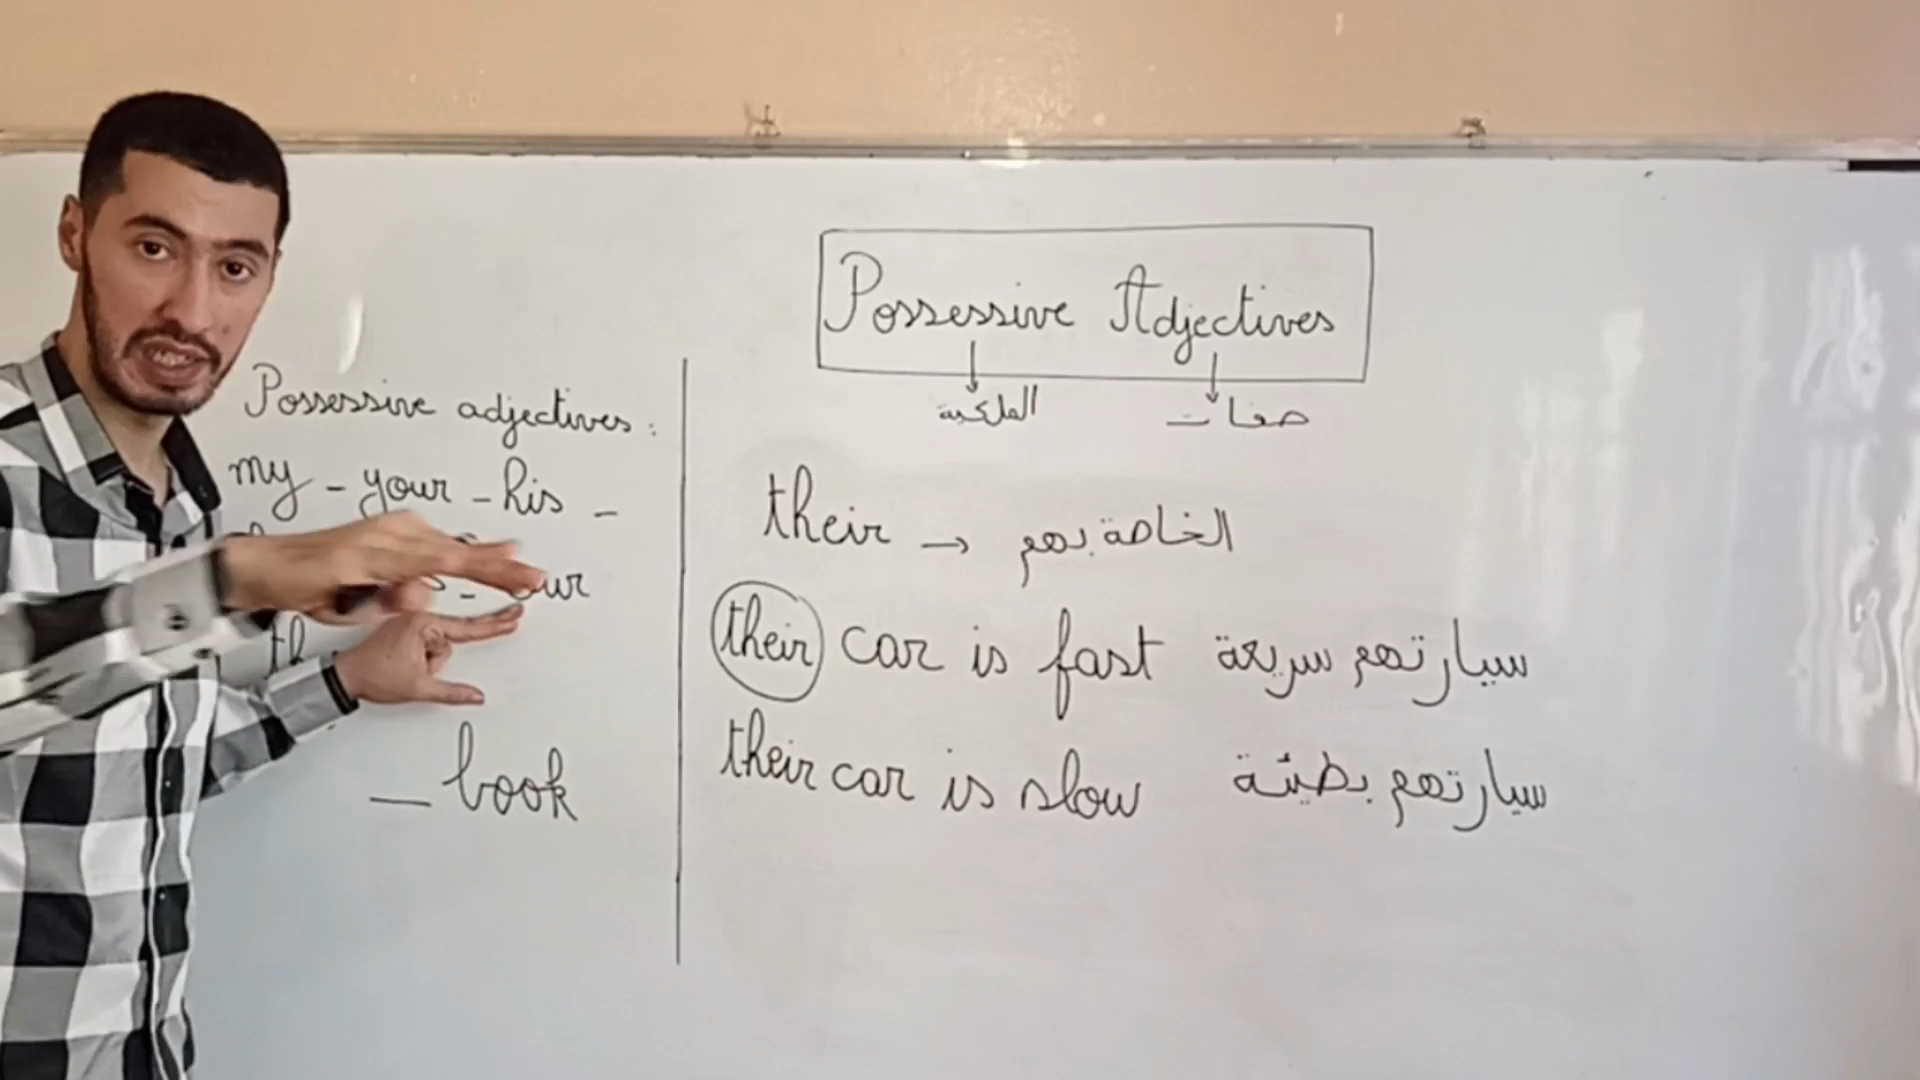 Possessive Adjectives
الملكية صفات
Possessive adjectives:
my - your - his -
- our
th
_ book
their → الخاصة بهم
their car is fast سيارتهم سريعة
their car is slow سيارتهم بطيئة